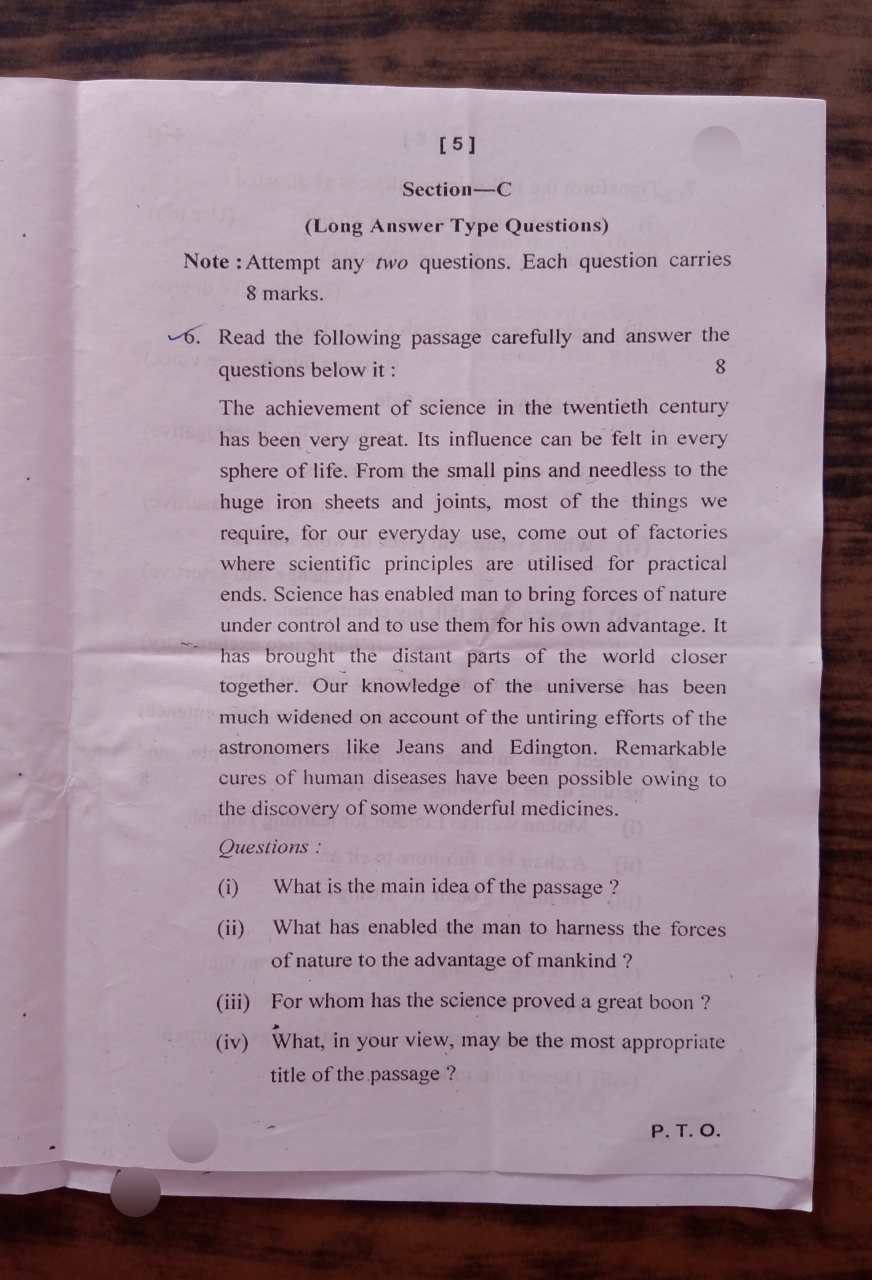 [ 5 ]
Section—C
(Long Answer Type Questions)
Note : Attempt any two questions. Each question carries
8 marks.
6. Read the following passage carefully and answer the
questions below it : 8
The achievement of science in the twentieth century
has been very great. Its influence can be felt in every
sphere of life. From the small pins and needless to the
huge iron sheets and joints, most of the things we
require, for our everyday use, come out of factories
where scientific principles are utilised for practical
ends. Science has enabled man to bring forces of nature
under control and to use them for his own advantage. It
has brought the distant parts of the world closer
together. Our knowledge of the universe has been
much widened on account of the untiring efforts of the
astronomers like Jeans and Edington. Remarkable
cures of human diseases have been possible owing to
the discovery of some wonderful medicines.
Questions :
(i) What is the main idea of the passage ?
(ii) What has enabled the man to harness the forces
of nature to the advantage of mankind ?
(iii) For whom has the science proved a great boon ?
(iv) What, in your view, may be the most appropriate
title of the passage ?
P. T. O.